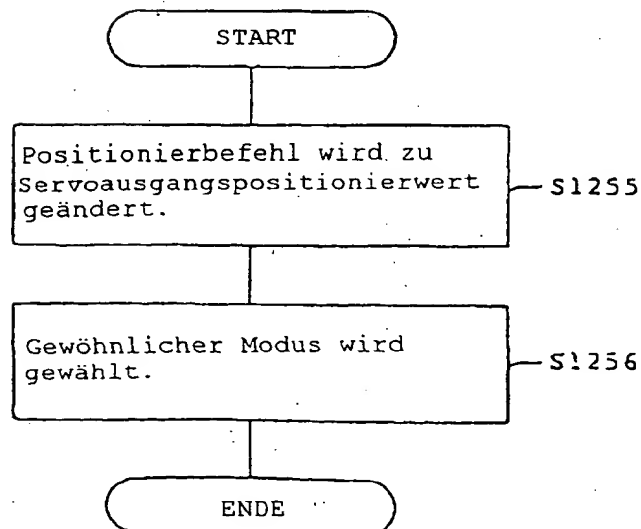 START
Positionierbefehl wird zu
Servoausgangspositionierwert
geändert.
S1255
Gewöhnlicher Modus wird
gewählt.
S1256
ENDE